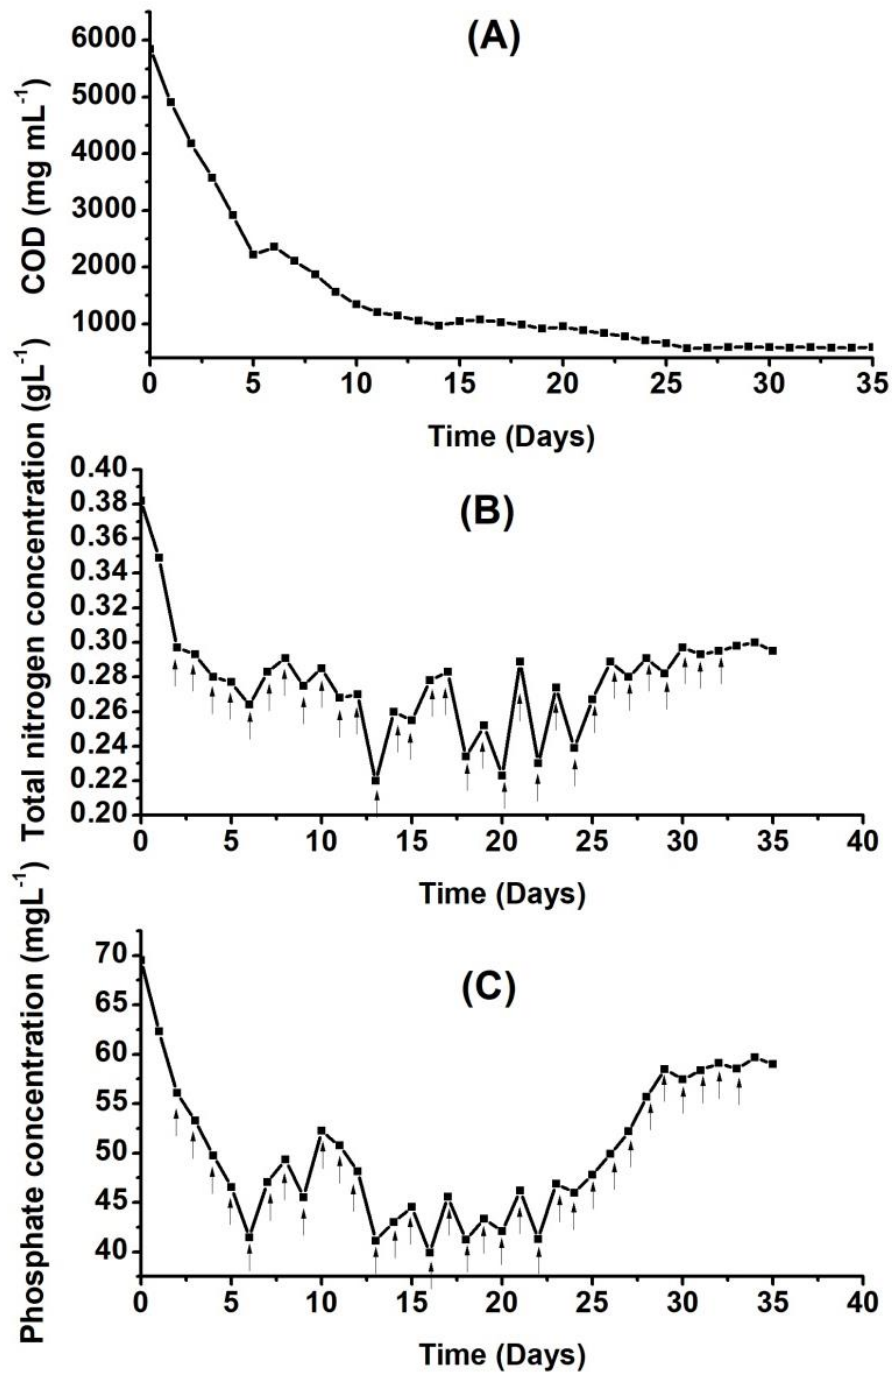 (A)
COD (mg mL⁻¹)
6000
5000
4000
3000
2000
1000
0 5 10 15 20 25 30 35
Time (Days)
(B)
Total nitrogen concentration (gL⁻¹)
0.40
0.38
0.36
0.34
0.32
0.30
0.28
0.26
0.24
0.22
0.20
0 5 10 15 20 25 30 35 40
Time (Days)
(C)
Phosphate concentration (mgL⁻¹)
70
65
60
55
50
45
40
0 5 10 15 20 25 30 35 40
Time (Days)